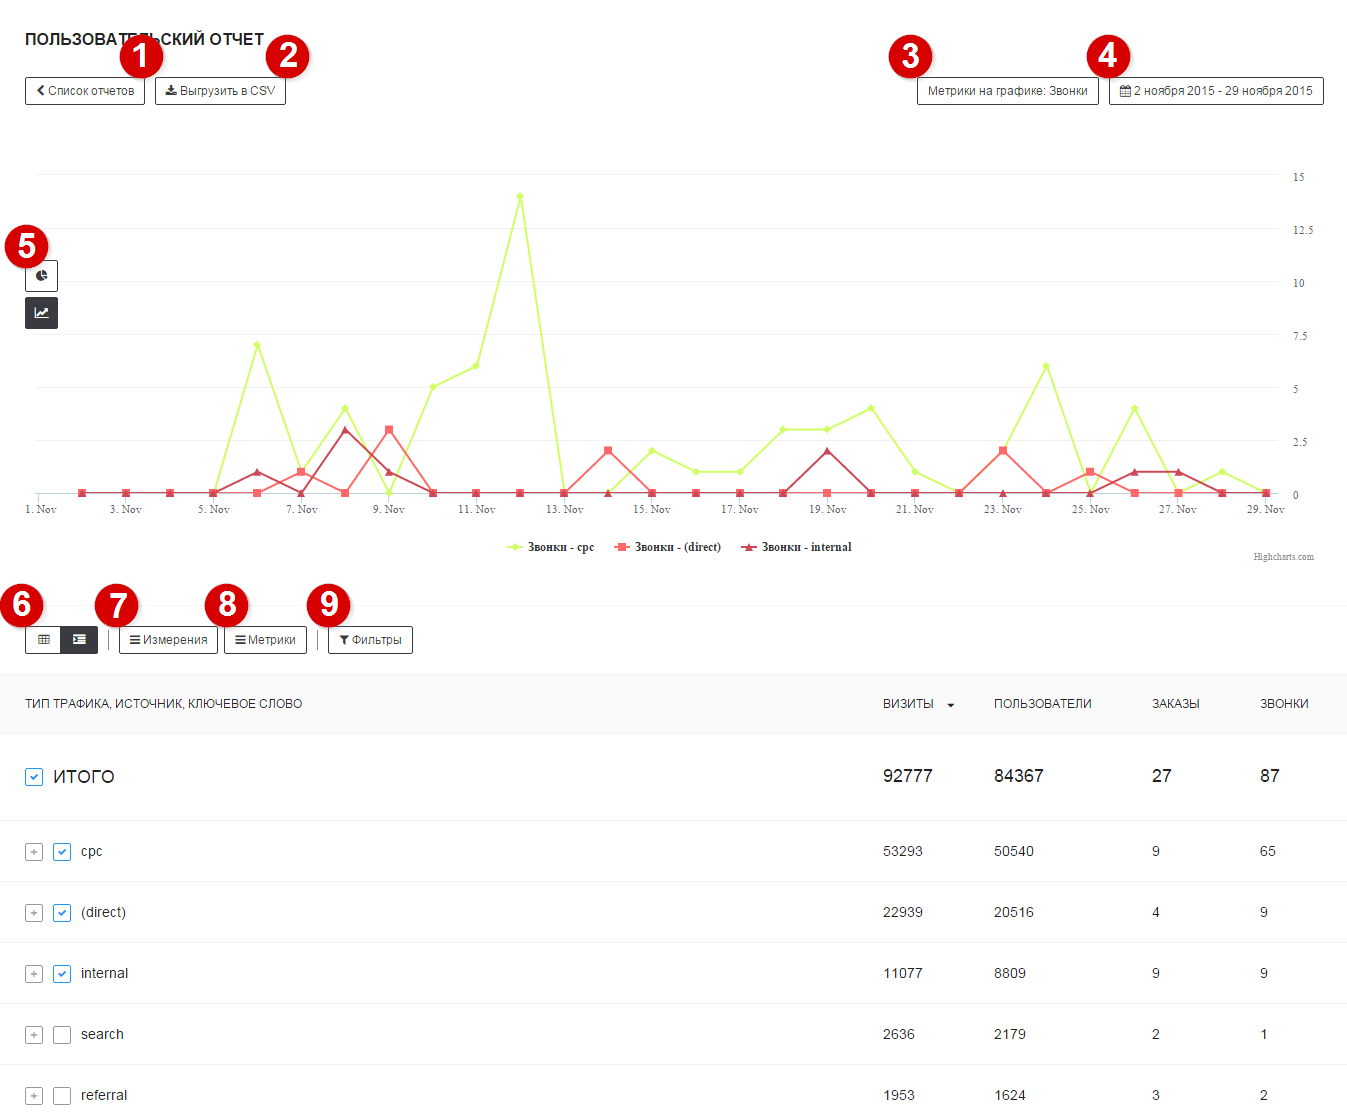 ПОЛЬЗОВАТЕЛЬСКИЙ ОТЧЕТ
1
2
3
4
Список отчетов
Выгрузить в CSV
Метрики на графике: Звонки
2 ноября 2015 - 29 ноября 2015
15
12.5
5
10
7.5
5
2.5
0
1. Nov
3. Nov
5. Nov
7. Nov
9. Nov
11. Nov
13. Nov
15. Nov
17. Nov
19. Nov
21. Nov
23. Nov
25. Nov
27. Nov
29. Nov
Звонки - cpc
Звонки - (direct)
Звонки - internal
Highcharts.com
6
7
8
9
Измерения
Метрики
Фильтры
ТИП ТРАФИКА, ИСТОЧНИК, КЛЮЧЕВОЕ СЛОВО ВИЗИТЫ ПОЛЬЗОВАТЕЛИ ЗАКАЗЫ ЗВОНКИ
ИТОГО 92777 84367 27 87
cpc 53293 50540 9 65
(direct) 22939 20516 4 9
internal 11077 8809 9 9
search 2636 2179 2 1
referral 1953 1624 3 2